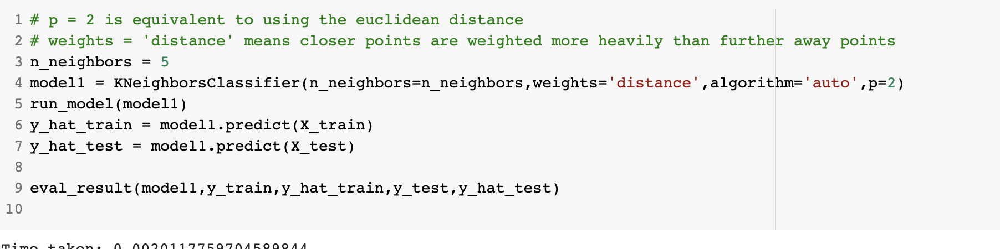 1 # p = 2 is equivalent to using the euclidean distance
2 # weights = 'distance' means closer points are weighted more heavily than further away points
3 n_neighbors = 5
4 model1 = KNeighborsClassifier(n_neighbors=n_neighbors,weights='distance',algorithm='auto',p=2)
5 run_model(model1)
6 y_hat_train = model1.predict(X_train)
7 y_hat_test = model1.predict(X_test)
8
9 eval_result(model1,y_train,y_hat_train,y_test,y_hat_test)
10
Time taken: 0.0020117759704589844